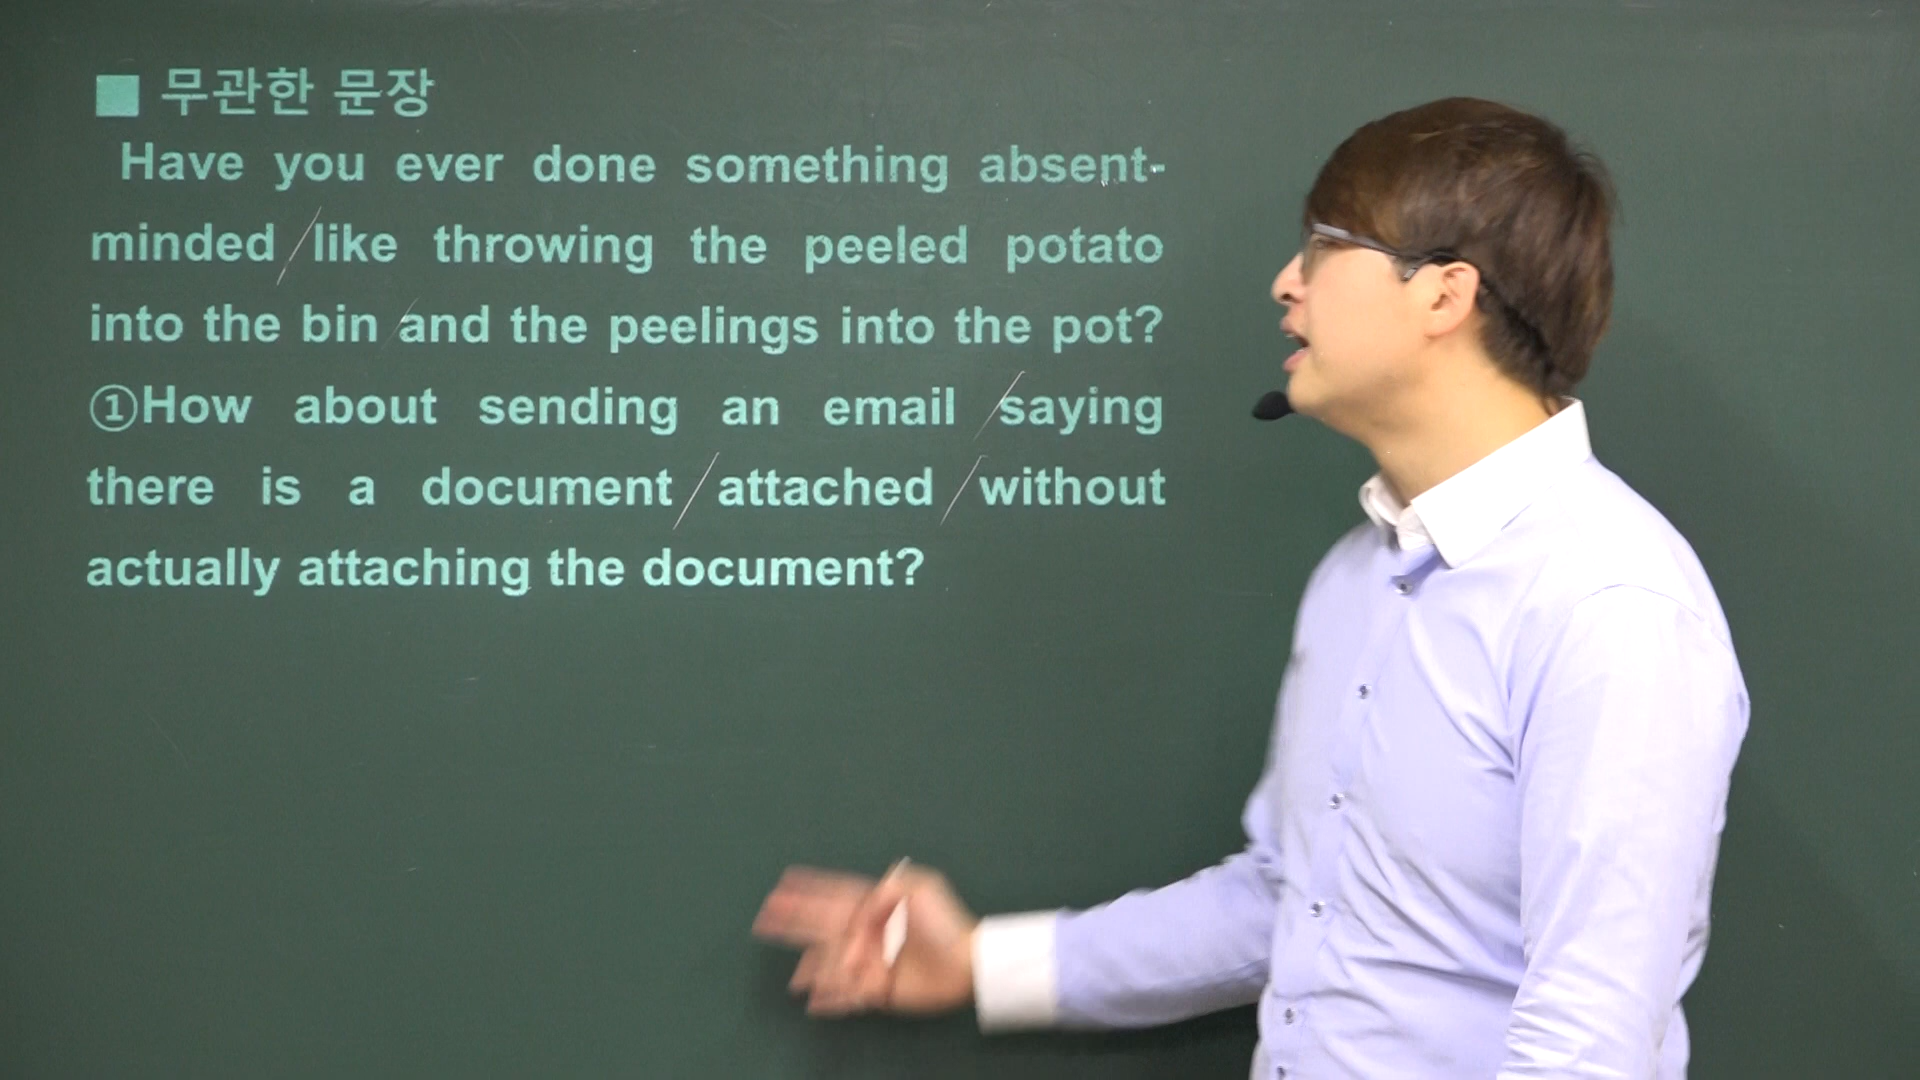 ■ 무관한 문장
Have you ever done something absent-
minded like throwing the peeled potato
into the bin and the peelings into the pot?
①How about sending an email saying
there is a document attached without
actually attaching the document?